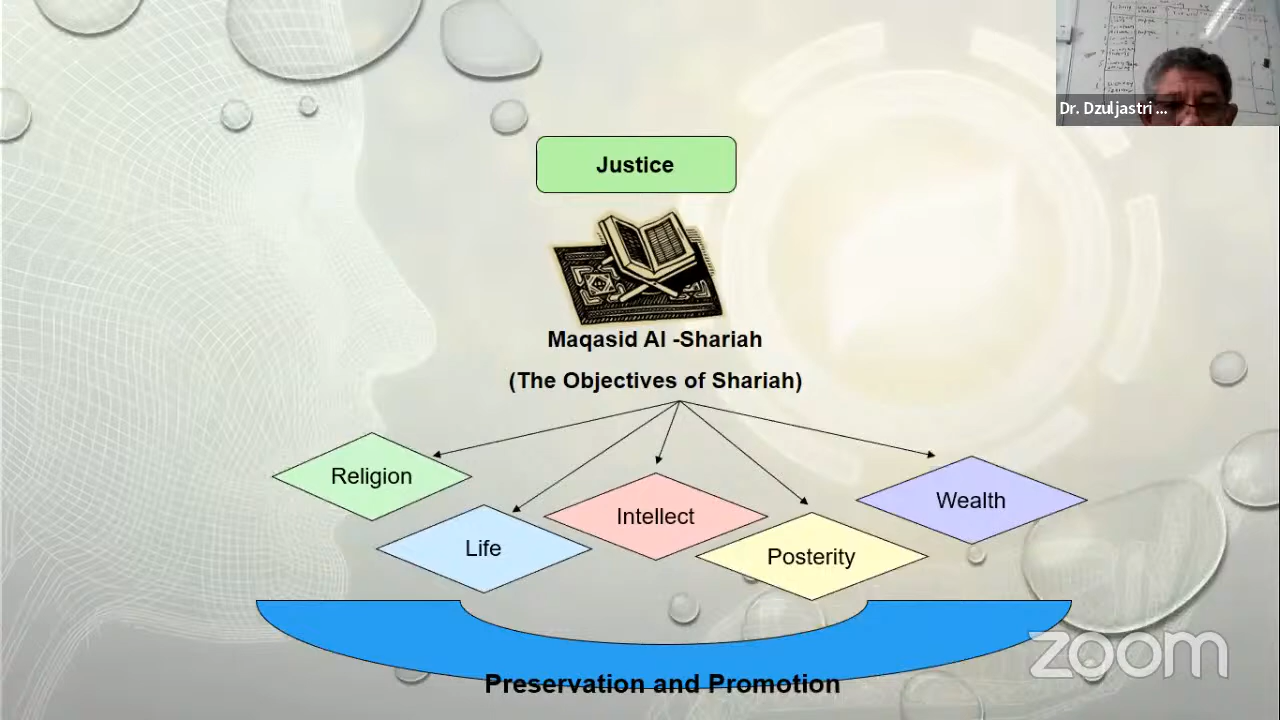 Dr. Dzuljastri ...
Justice
Maqasid Al -Shariah
(The Objectives of Shariah)
Religion
Wealth
Intellect
Life
Posterity
Preservation and Promotion
zoom